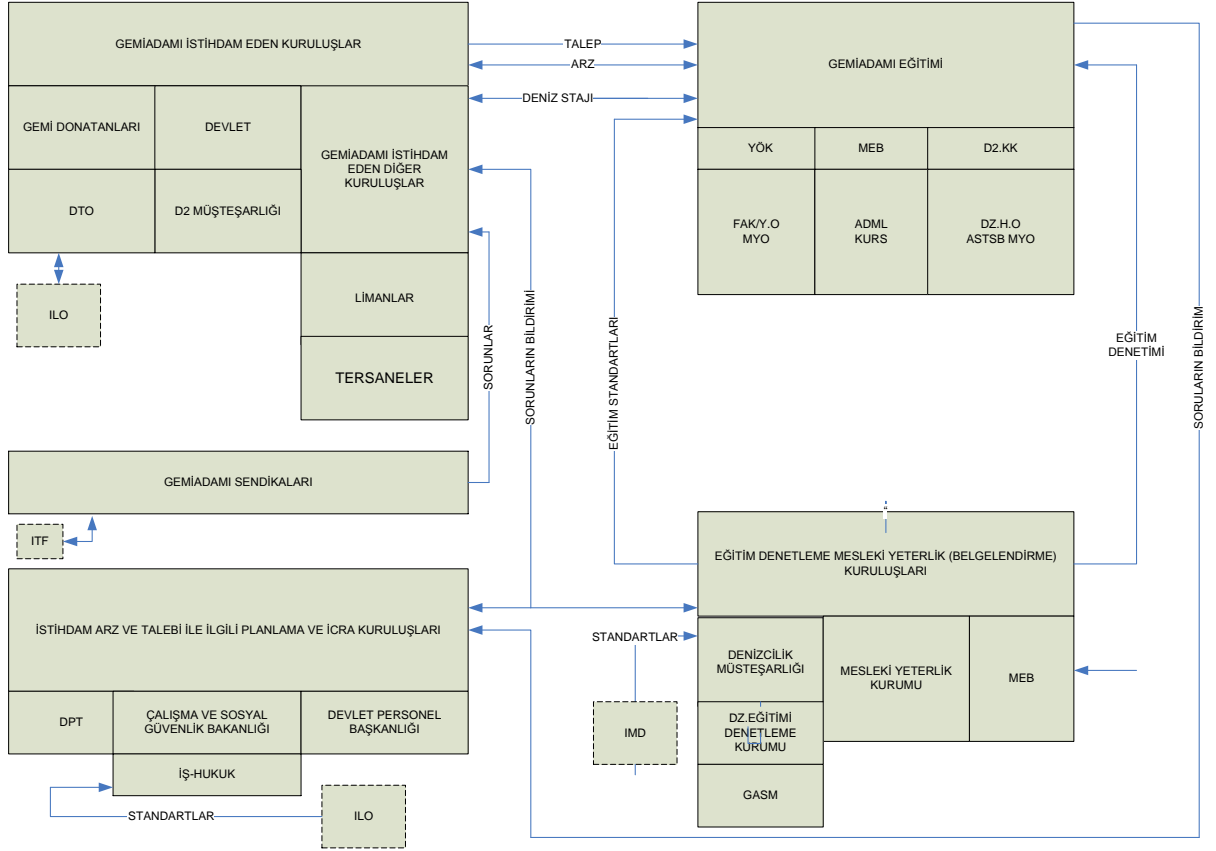 GEMİADAMI İSTİHDAM EDEN KURULUŞLAR
GEMİ DONATANLARI
DEVLET
GEMİADAMI İSTİHDAM
EDEN DİĞER
KURULUŞLAR
DTO
D2 MÜŞTEŞARLIĞI
LİMANLAR
TERSANELER
ILO
TALEP
ARZ
DENİZ STAJI
GEMİADAMI EĞİTİMİ
YÖK
MEB
D2.KK
FAK/Y.O
MYO
ADML
KURS
DZ.H.O
ASTSB MYO
SORUNLAR
SORUNLARIN BİLDİRİMİ
EĞİTİM STANDARTLARI
EĞİTİM
DENETİMİ
SORULARIN BİLDİRİM
GEMİADAMI SENDİKALARI
ITF
İSTİHDAM ARZ VE TALEBİ İLE İLGİLİ PLANLAMA VE İCRA KURULUŞLARI
DPT
ÇALIŞMA VE SOSYAL
GÜVENLİK BAKANLIĞI
DEVLET PERSONEL
BAŞKANLIĞI
İŞ-HUKUK
STANDARTLAR
ILO
EĞİTİM DENETLEME MESLEKİ YETERLİK (BELGELENDİRME)
KURULUŞLARI
STANDARTLAR
IMD
DENİZCİLİK
MÜSTEŞARLIĞI
MESLEKİ YETERLİK
KURUMU
MEB
DZ.EĞİTİMİ
DENETLEME
KURUMU
GASM